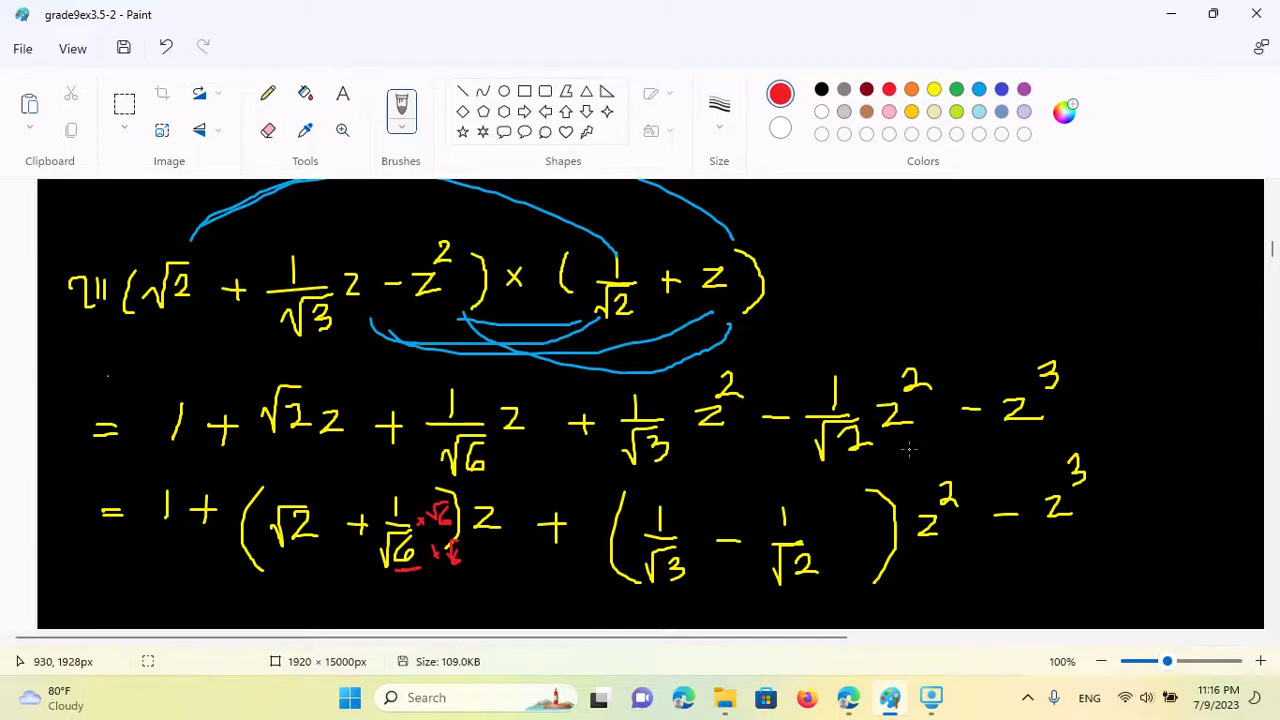 grade9ex3.5-2 - Paint
File View
Clipboard Image Tools Brushes Shapes Size Colors
(√2 + 1/√3 z - z²) × (1/√2 + z)
= 1 + √2 z + 1/√6 z + 1/√3 z² - 1/√2 z² - z³
= 1 + (√2 + 1/√6 ×√6 ×√6) z + (1/√3 - 1/√2) z² - z³
930, 1928px 1920 × 15000px Size: 109.0KB 100%
80°F
Cloudy
Search
ENG
11:16 PM
7/9/2023